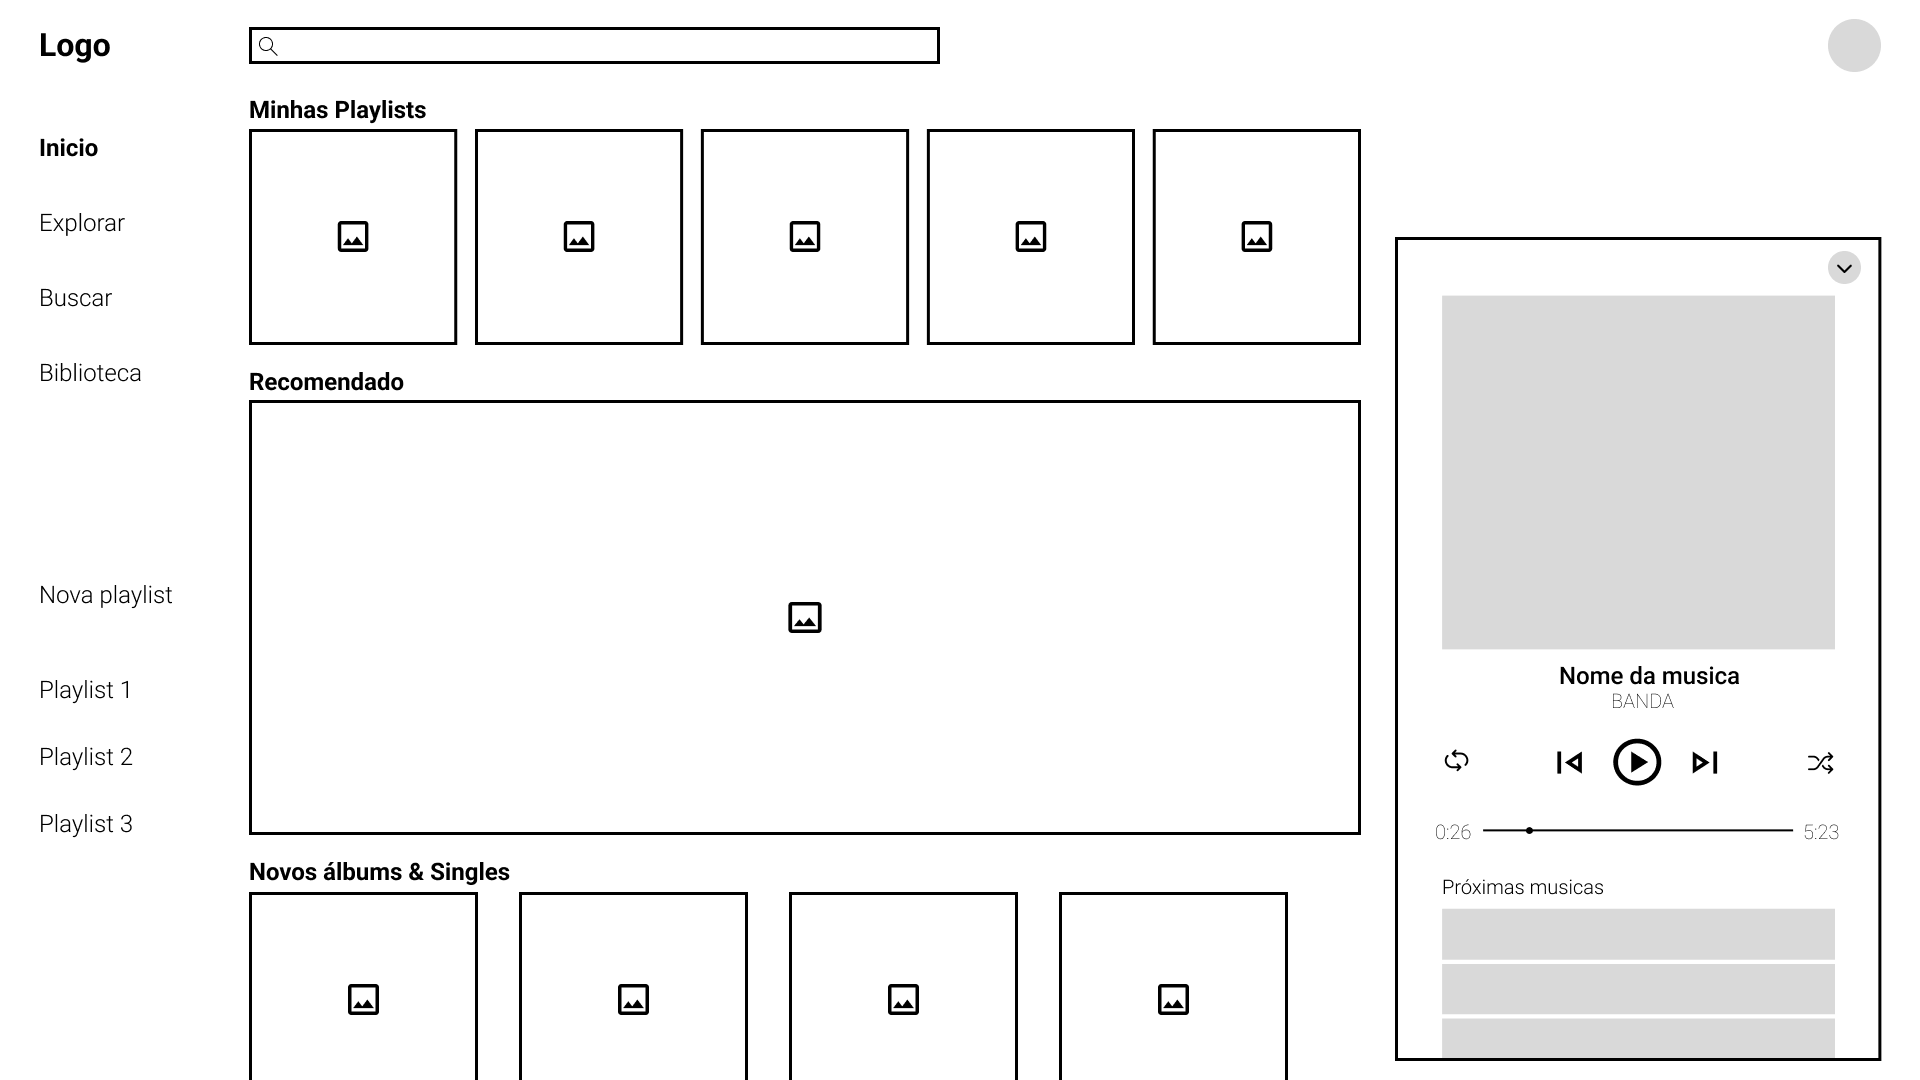 Logo
Inicio
Explorar
Buscar
Biblioteca
Nova playlist
Playlist 1
Playlist 2
Playlist 3
Minhas Playlists
Recomendado
Novos álbums & Singles
Nome da musica
BANDA
0:26 5:23
Próximas musicas